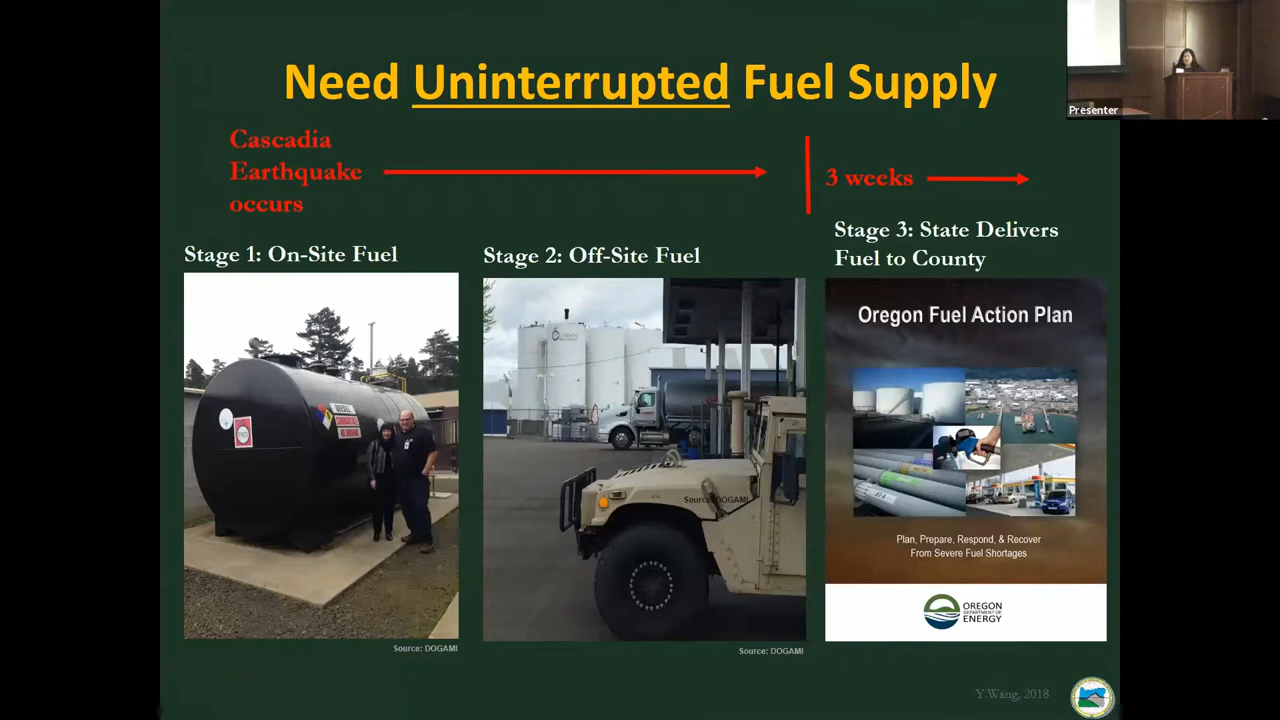 Need Uninterrupted Fuel Supply
Presenter
Cascadia
Earthquake
occurs
3 weeks
Stage 1: On-Site Fuel
Stage 2: Off-Site Fuel
Stage 3: State Delivers
Fuel to County
DIESEL
Source: DOGAMI
Oregon Fuel Action Plan
Plan, Prepare, Respond, & Recover
From Severe Fuel Shortages
OREGON
DEPARTMENT OF
ENERGY
Source: DOGAMI
Source: DOGAMI
Y.Wang, 2018